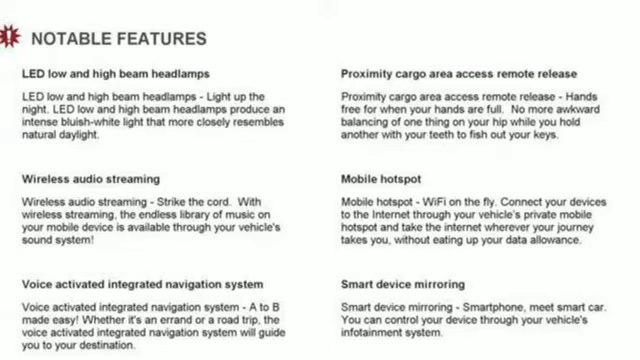 NOTABLE FEATURES
LED low and high beam headlamps
LED low and high beam headlamps - Light up the
night. LED low and high beam headlamps produce an
intense bluish-white light that more closely resembles
natural daylight.
Proximity cargo area access remote release
Proximity cargo area access remote release - Hands
free for when your hands are full. No more awkward
balancing of one thing on your hip while you hold
another with your teeth to fish out your keys.
Wireless audio streaming
Wireless audio streaming - Strike the cord. With
wireless streaming, the endless library of music on
your mobile device is available through your vehicle's
sound system!
Mobile hotspot
Mobile hotspot - WiFi on the fly. Connect your devices
to the Internet through your vehicle's private mobile
hotspot and take the internet wherever your journey
takes you, without eating up your data allowance.
Voice activated integrated navigation system
Voice activated integrated navigation system - A to B
made easy! Whether it's an errand or a road trip, the
voice activated integrated navigation system will guide
you to your destination.
Smart device mirroring
Smart device mirroring - Smartphone, meet smart car.
You can control your device through your vehicle's
infotainment system.